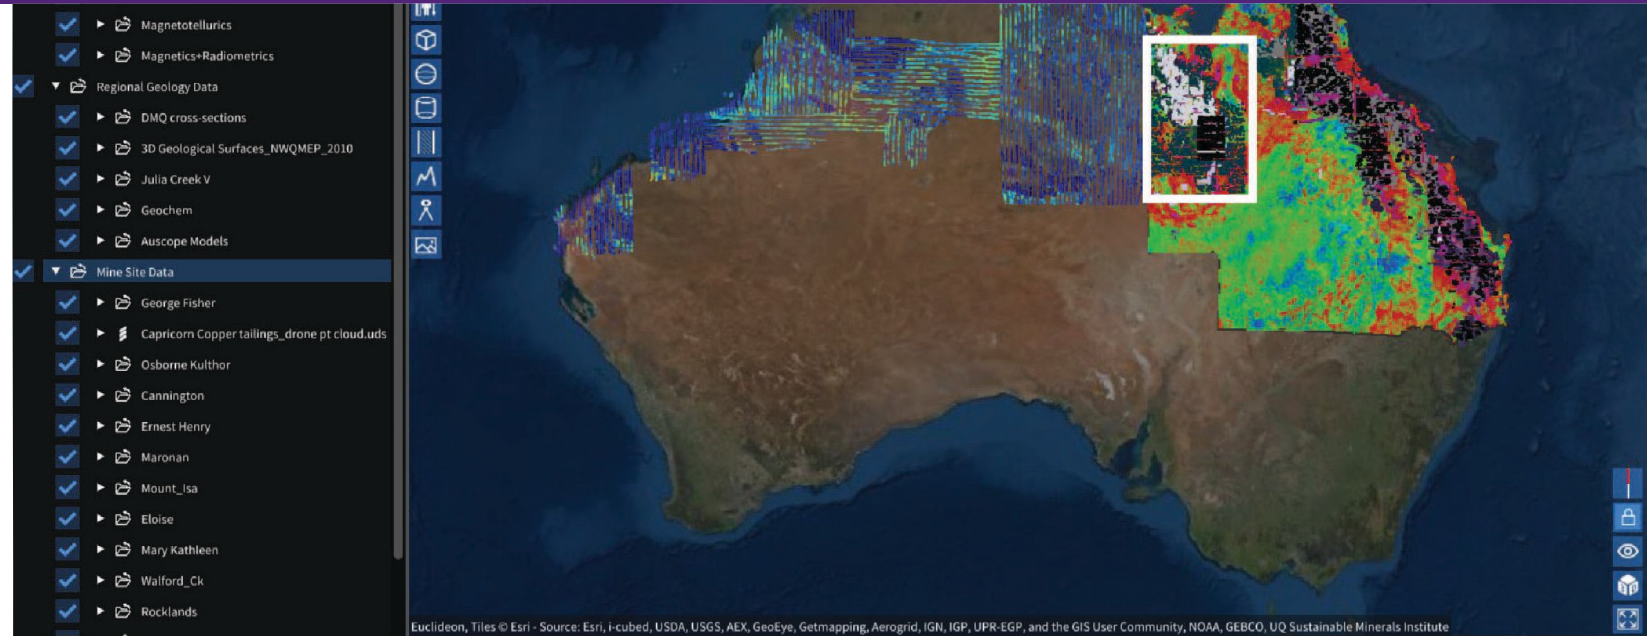 Magnetotellurics
Magnetics+Radiometrics
Regional Geology Data
DMQ cross-sections
3D Geological Surfaces_NWQMEP_2010
Julia Creek V
Geochem
Auscope Models
Mine Site Data
George Fisher
Capricorn Copper tailings_drone pt cloud.uds
Osborne Kulthor
Cannington
Ernest Henry
Maronan
Mount_Isa
Eloise
Mary Kathleen
Walford_Ck
Rocklands
Euclideon, Tiles © Esri - Source: Esri, i-cubed, USDA, USGS, AEX, GeoEye, Getmapping, Aerogrid, IGN, IGP, UPR-EGP, and the GIS User Community, NOAA, GEBCO, UQ Sustainable Minerals Institute